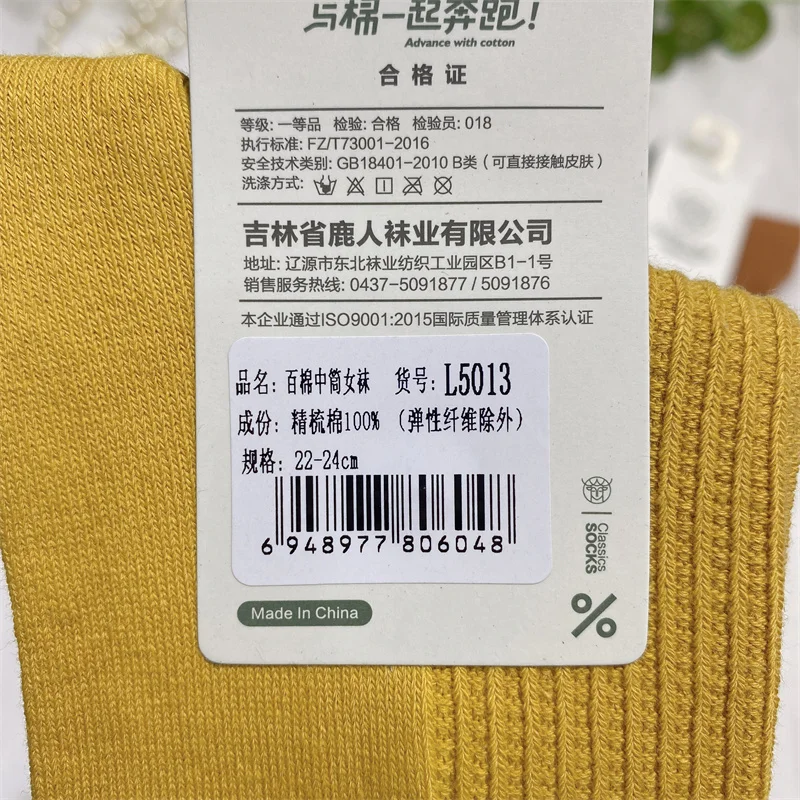 与棉一起奔跑!
Advance with cotton
合格证
等级: 一等品 检验: 合格 检验员: 018
执行标准: FZ/T73001-2016
安全技术类别: GB18401-2010 B类 (可直接接触皮肤)
洗涤方式:
吉林省鹿人袜业有限公司
地址: 辽源市东北袜业纺织工业园区B1-1号
销售服务热线: 0437-5091877 / 5091876
本企业通过ISO9001:2015国际质量管理体系认证
品名: 百棉中筒女袜 货号: L5013
成份: 精梳棉100% (弹性纤维除外)
规格: 22-24cm
6 948977 806048
Classics
SOCKS
Made In China
%